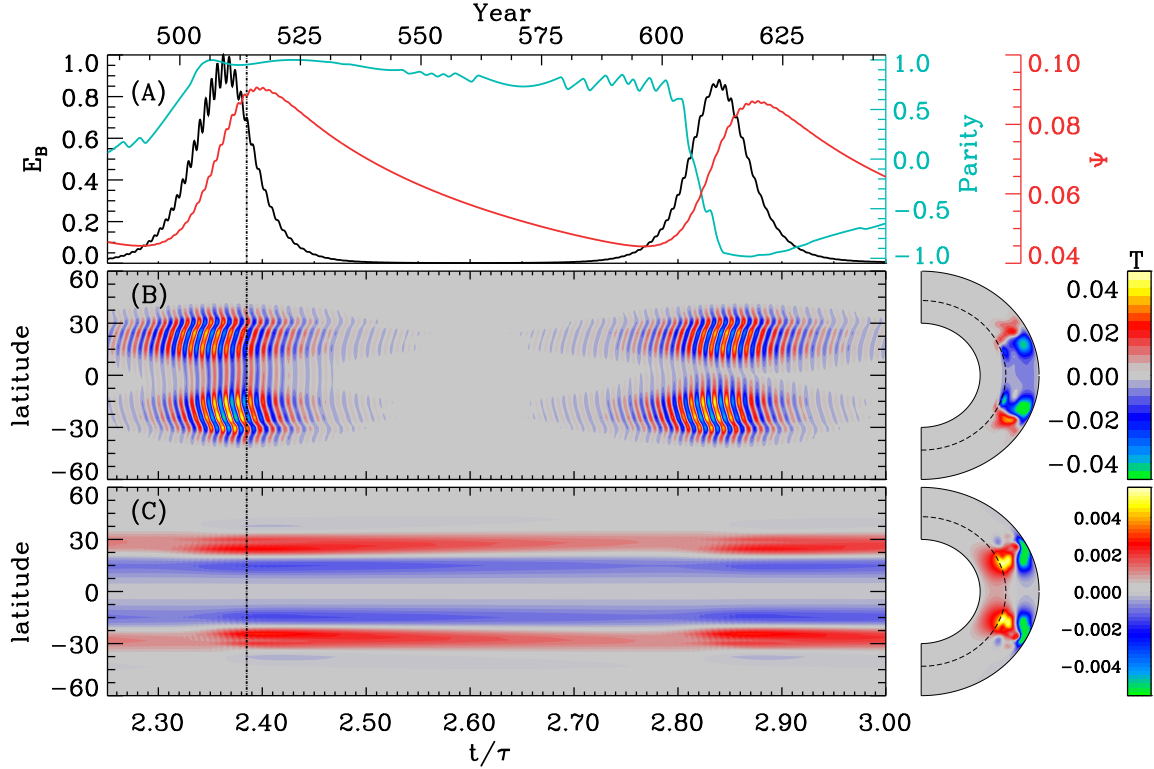 Year
500 525 550 575 600 625
1.0 0.8 0.6 0.4 0.2 0.0
E_B
(A)
1.0 0.5 0.0 −0.5 −1.0
Parity
0.10 0.08 0.06 0.04
Ψ
60 30 0 −30 −60
latitude
(B)
T
0.04 0.02 0.00 −0.02 −0.04
60 30 0 −30 −60
latitude
(C)
0.004 0.002 0.000 −0.002 −0.004
2.30 2.40 2.50 2.60 2.70 2.80 2.90 3.00
t/τ